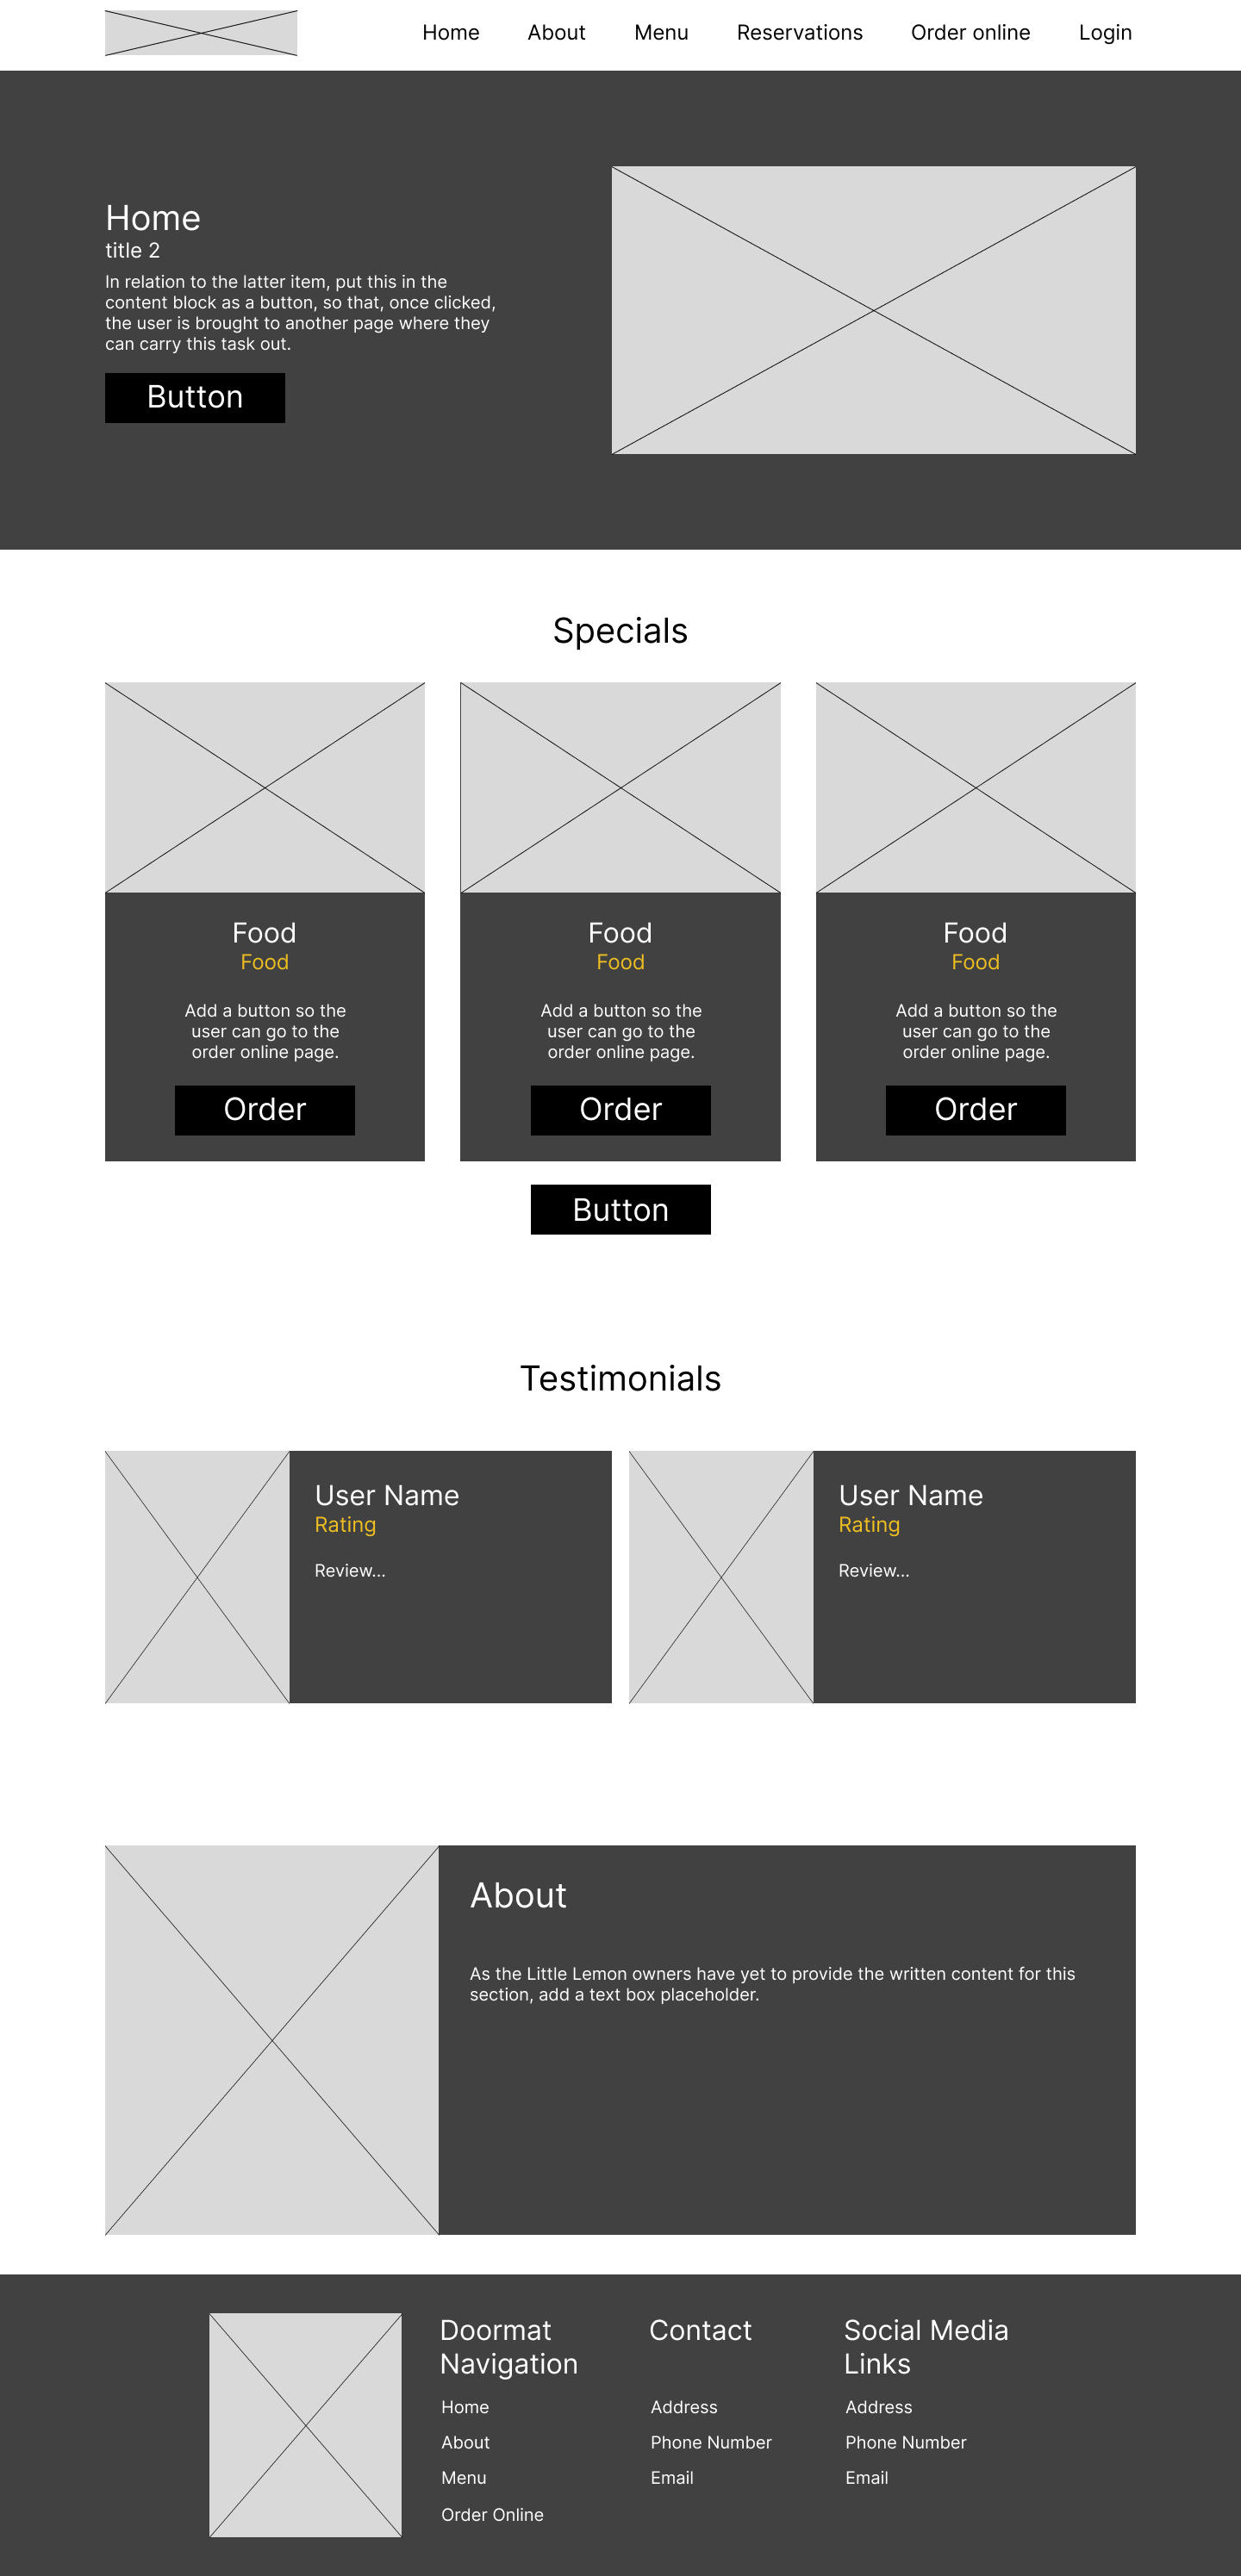 Home About Menu Reservations Order online Login
Home
title 2
In relation to the latter item, put this in the
content block as a button, so that, once clicked,
the user is brought to another page where they
can carry this task out.
Button
Specials
Food
Food
Add a button so the
user can go to the
order online page.
Order
Food
Food
Add a button so the
user can go to the
order online page.
Order
Food
Food
Add a button so the
user can go to the
order online page.
Order
Button
Testimonials
User Name
Rating
Review...
User Name
Rating
Review...
About
As the Little Lemon owners have yet to provide the written content for this
section, add a text box placeholder.
Doormat
Navigation
Home
About
Menu
Order Online
Contact
Address
Phone Number
Email
Social Media
Links
Address
Phone Number
Email